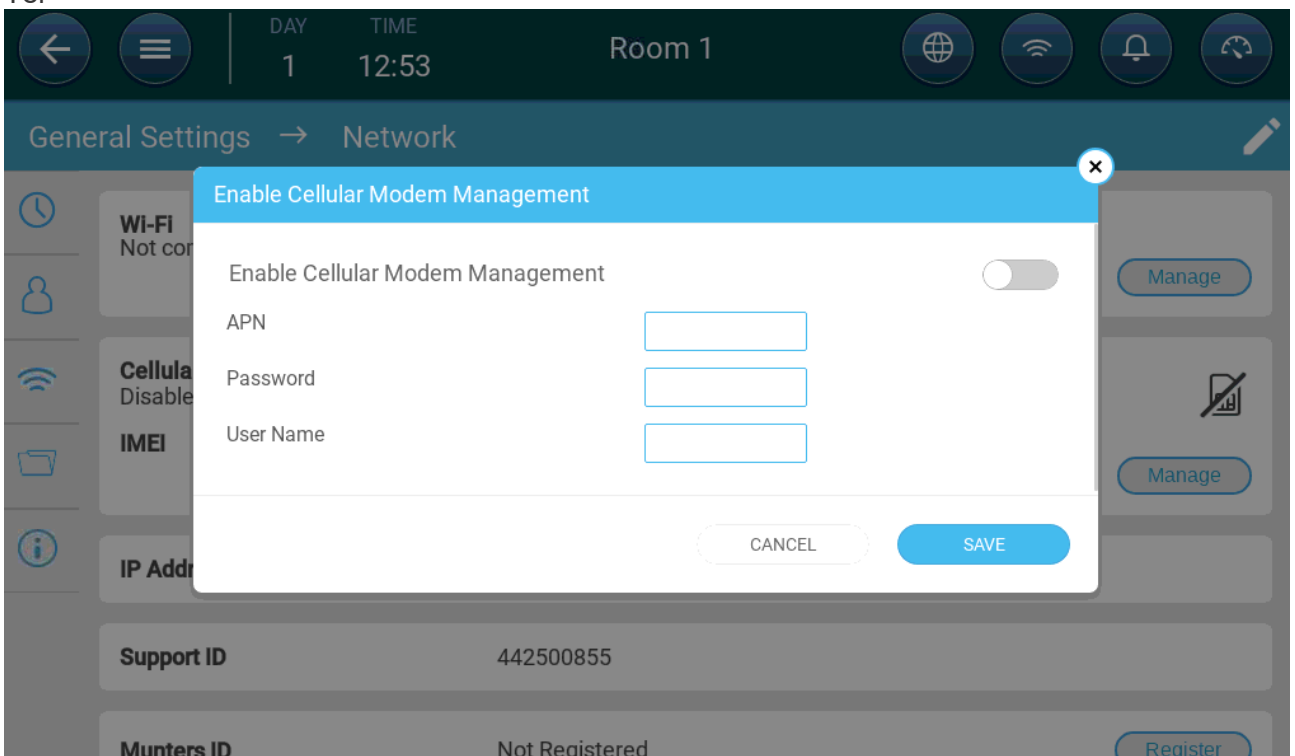 DAY TIME
1 12:53 Room 1
General Settings → Network
Enable Cellular Modem Management
Wi-Fi
Not cor
Enable Cellular Modem Management
Manage
APN
Cellula
Disable
Password
IMEI
User Name
Manage
CANCEL SAVE
IP Addr
Support ID 442500855
Munters ID Not Registered Register